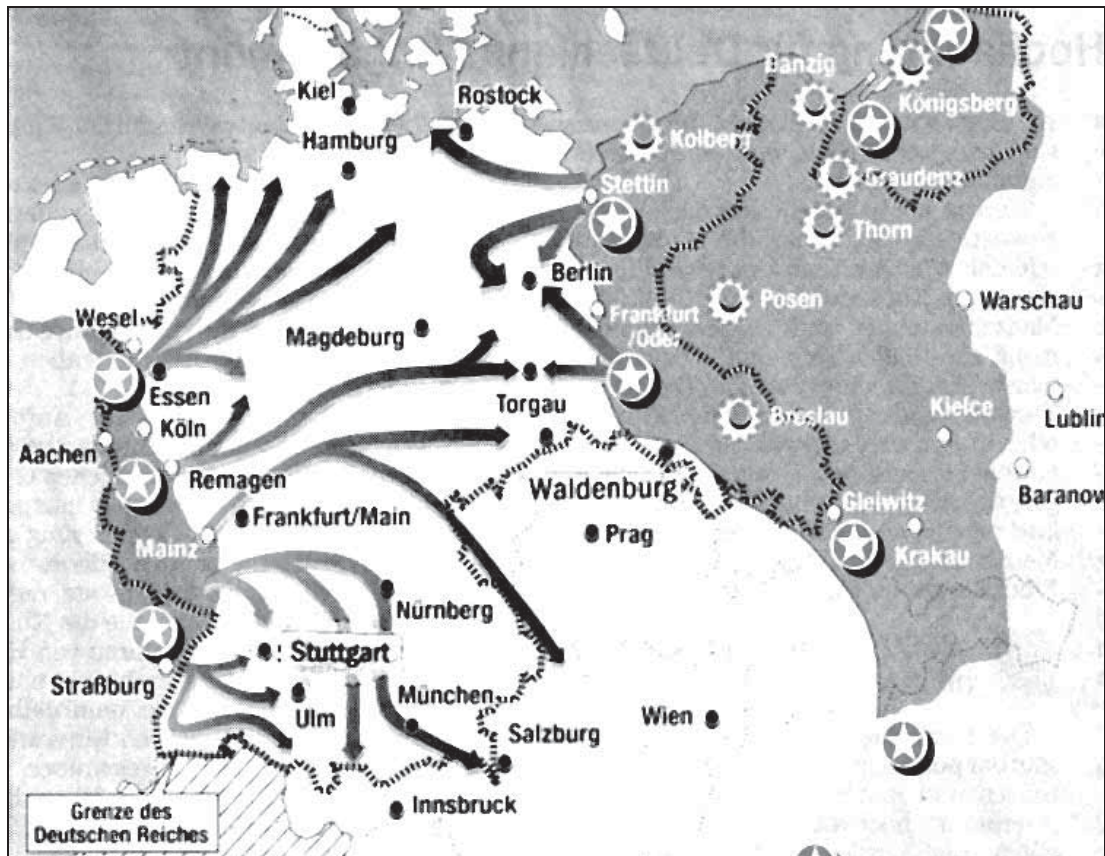 Kiel
Rostock
Hamburg
Danzig
Königsberg
Kolberg
Graudenz
Stettin
Thorn
Berlin
Wesel
Magdeburg
Frankfurt
/Oder
Posen
Warschau
Essen
Köln
Torgau
Breslau
Kielce
Lublin
Aachen
Remagen
Waldenburg
Baranow
Frankfurt/Main
Gleiwitz
Mainz
Prag
Krakau
Nürnberg
Stuttgart
Straßburg
Ulm
München
Salzburg
Wien
Innsbruck
Grenze des
Deutschen Reiches